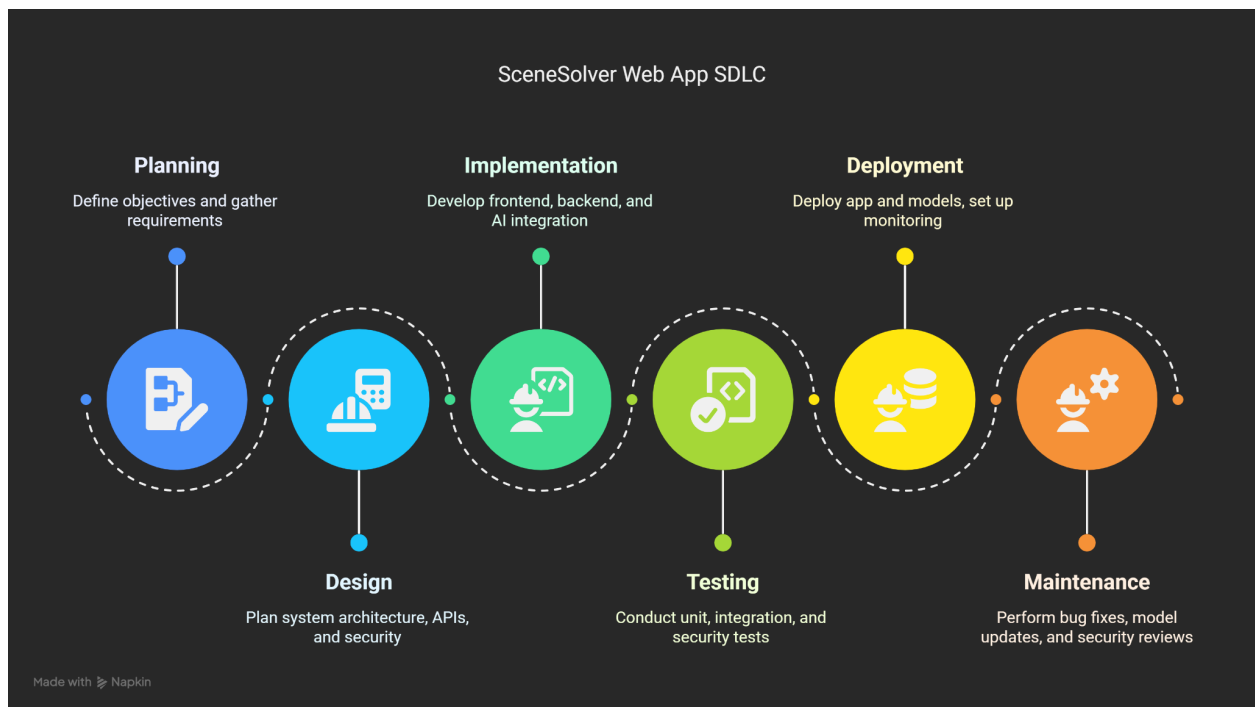 SceneSolver Web App SDLC
Planning
Define objectives and gather
requirements
Implementation
Develop frontend, backend, and
AI integration
Deployment
Deploy app and models, set up
monitoring
Design
Plan system architecture, APIs,
and security
Testing
Conduct unit, integration, and
security tests
Maintenance
Perform bug fixes, model
updates, and security reviews
Made with Napkin